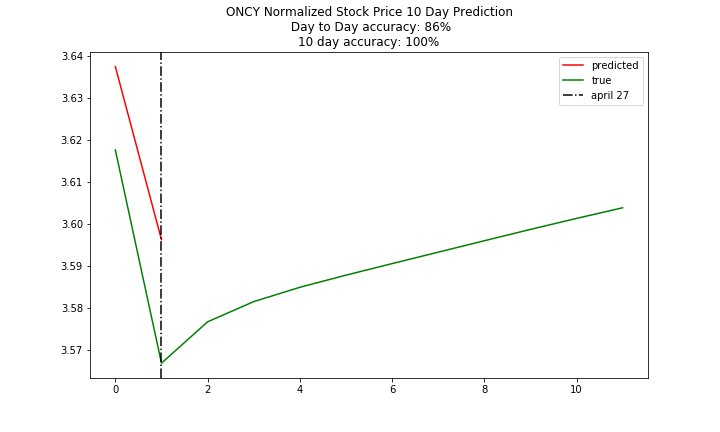 ONCY Normalized Stock Price 10 Day Prediction
Day to Day accuracy: 86%
10 day accuracy: 100%
3.64
3.63
3.62
3.61
3.60
3.59
3.58
3.57
predicted
true
april 27
0
2
4
6
8
10